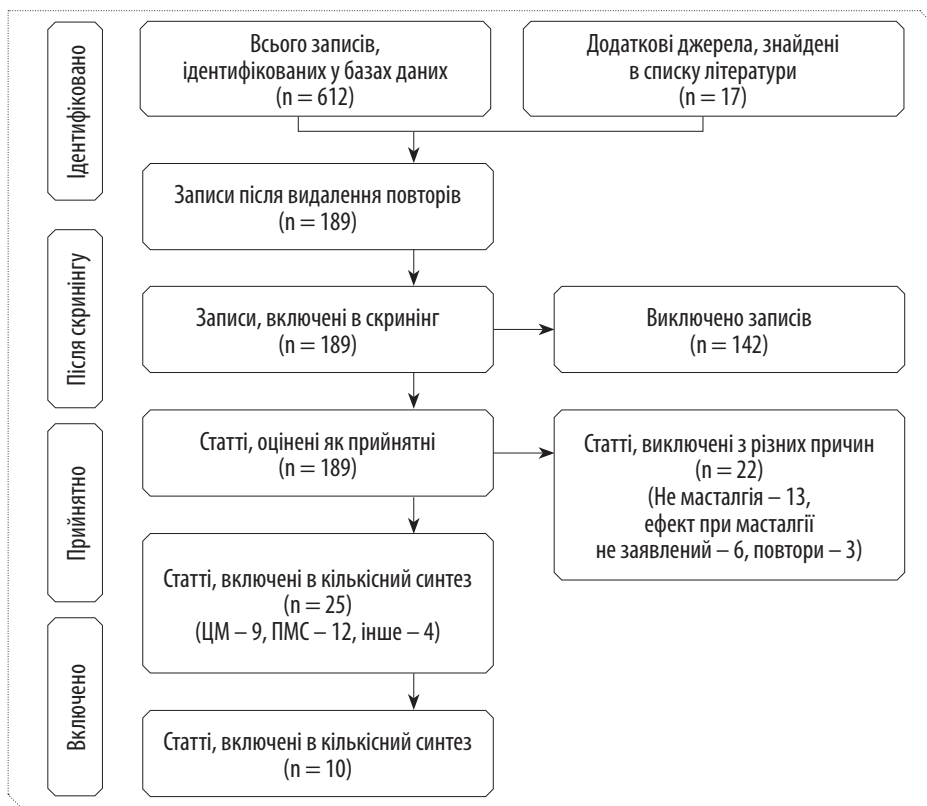 Ідентифіковано
Всього записів,
ідентифікованих у базах даних
(n = 612)
Додаткові джерела, знайдені
в списку літератури
(n = 17)
Записи після видалення повторів
(n = 189)
Після скринінгу
Записи, включені в скринінг
(n = 189)
Виключено записів
(n = 142)
Прийнятно
Статті, оцінені як прийнятні
(n = 189)
Статті, виключені з різних причин
(n = 22)
(Не масталгія – 13,
ефект при масталгії
не заявлений – 6, повтори – 3)
Статті, включені в кількісний синтез
(n = 25)
(ЦМ – 9, ПМС – 12, інше – 4)
Включено
Статті, включені в кількісний синтез
(n = 10)